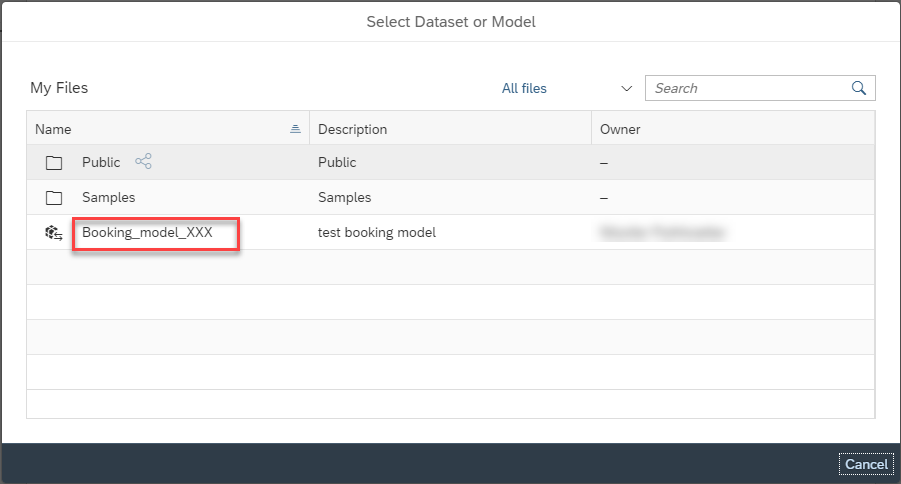 Select Dataset or Model
My Files
All files
Search
Name Description Owner
Public Public –
Samples Samples –
Booking_model_XXX test booking model
Cancel